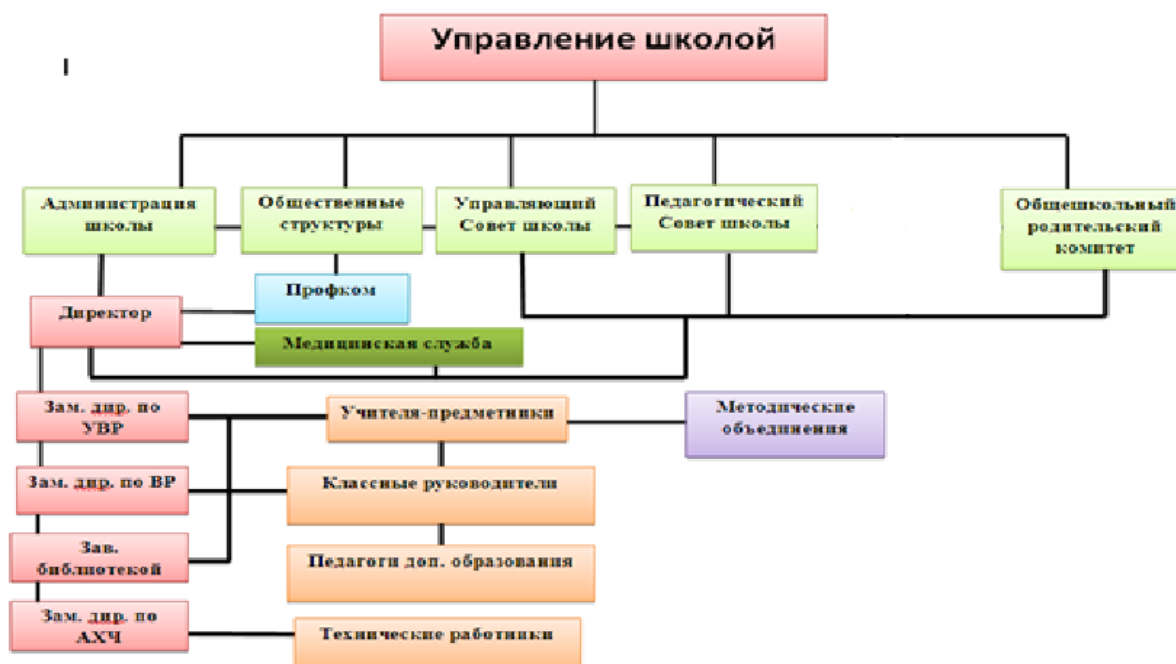 Управление школой
I
Администрация
школы
Общественные
структуры
Управляющий
Совет школы
Педагогический
Совет школы
Общешкольный
родительский
комитет
Директор
Профком
Медицинская служба
Зам. дир. по
УВР
Учителя-предметники
Методические
объединения
Зам. дир. по ВР
Классные руководители
Зав.
библиотекой
Педагоги доп. образования
Зам. дир. по
АХЧ
Технические работники